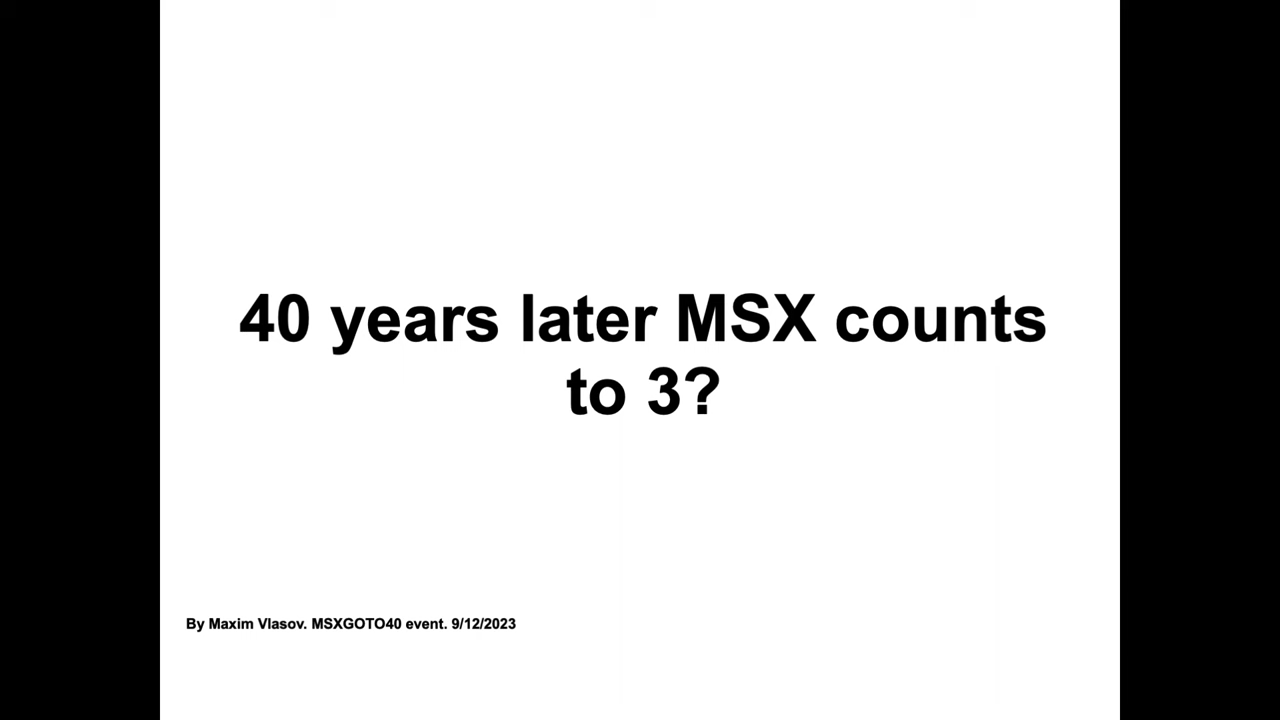 40 years later MSX counts
to 3?
By Maxim Vlasov. MSXGOTO40 event. 9/12/2023